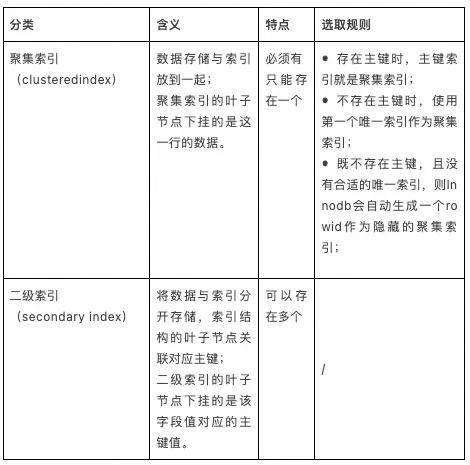 分类 含义 特点 选取规则
聚集索引
（clusteredindex）
数据存储与索引
放到一起；
聚集索引的叶子
节点下挂的是这
一行的数据。
必须有
只能存
在一个
● 存在主键时，主键索
引就是聚集索引；
● 不存在主键时，使用
第一个唯一索引作为聚集
索引；
● 既不存在主键，且没
有合适的唯一索引，则In
nodb会自动生成一个ro
wid作为隐藏的聚集索
引；
二级索引
（secondary index）
将数据与索引分
开存储，索引结
构的叶子节点关
联对应主键；
二级索引的叶子
节点下挂的是该
字段值对应的主
键值。
可以存
在多个
/